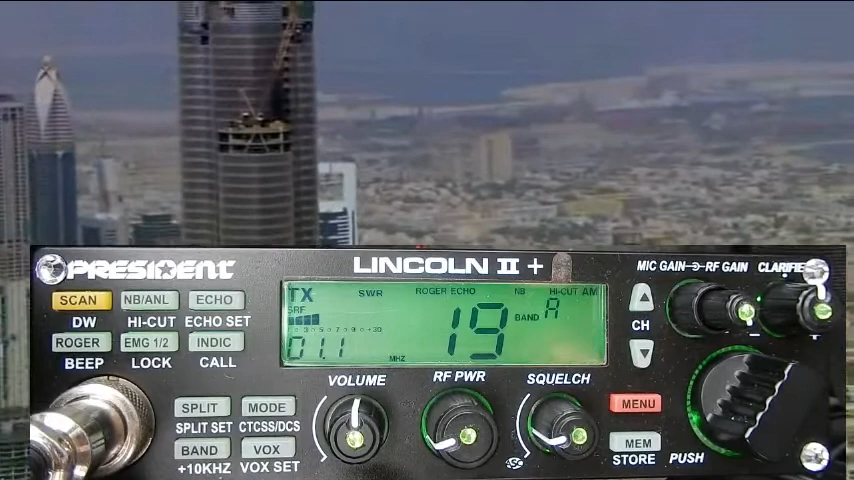 PRESIDENT
LINCOLN II +
MIC GAIN RF GAIN CLARIFIER
SCAN NB/ANL ECHO
DW HI-CUT ECHO SET
ROGER EMG 1/2 INDIC
BEEP LOCK CALL
TX SWR ROGER ECHO NB HI-CUT AM
SRF
19 BAND A
01.1 MHZ
CH
VOLUME RF PWR SQUELCH
SPLIT MODE
SPLIT SET CTCSS/DCS
BAND VOX
+10KHZ VOX SET
ASC
MENU
MEM
STORE PUSH
- +